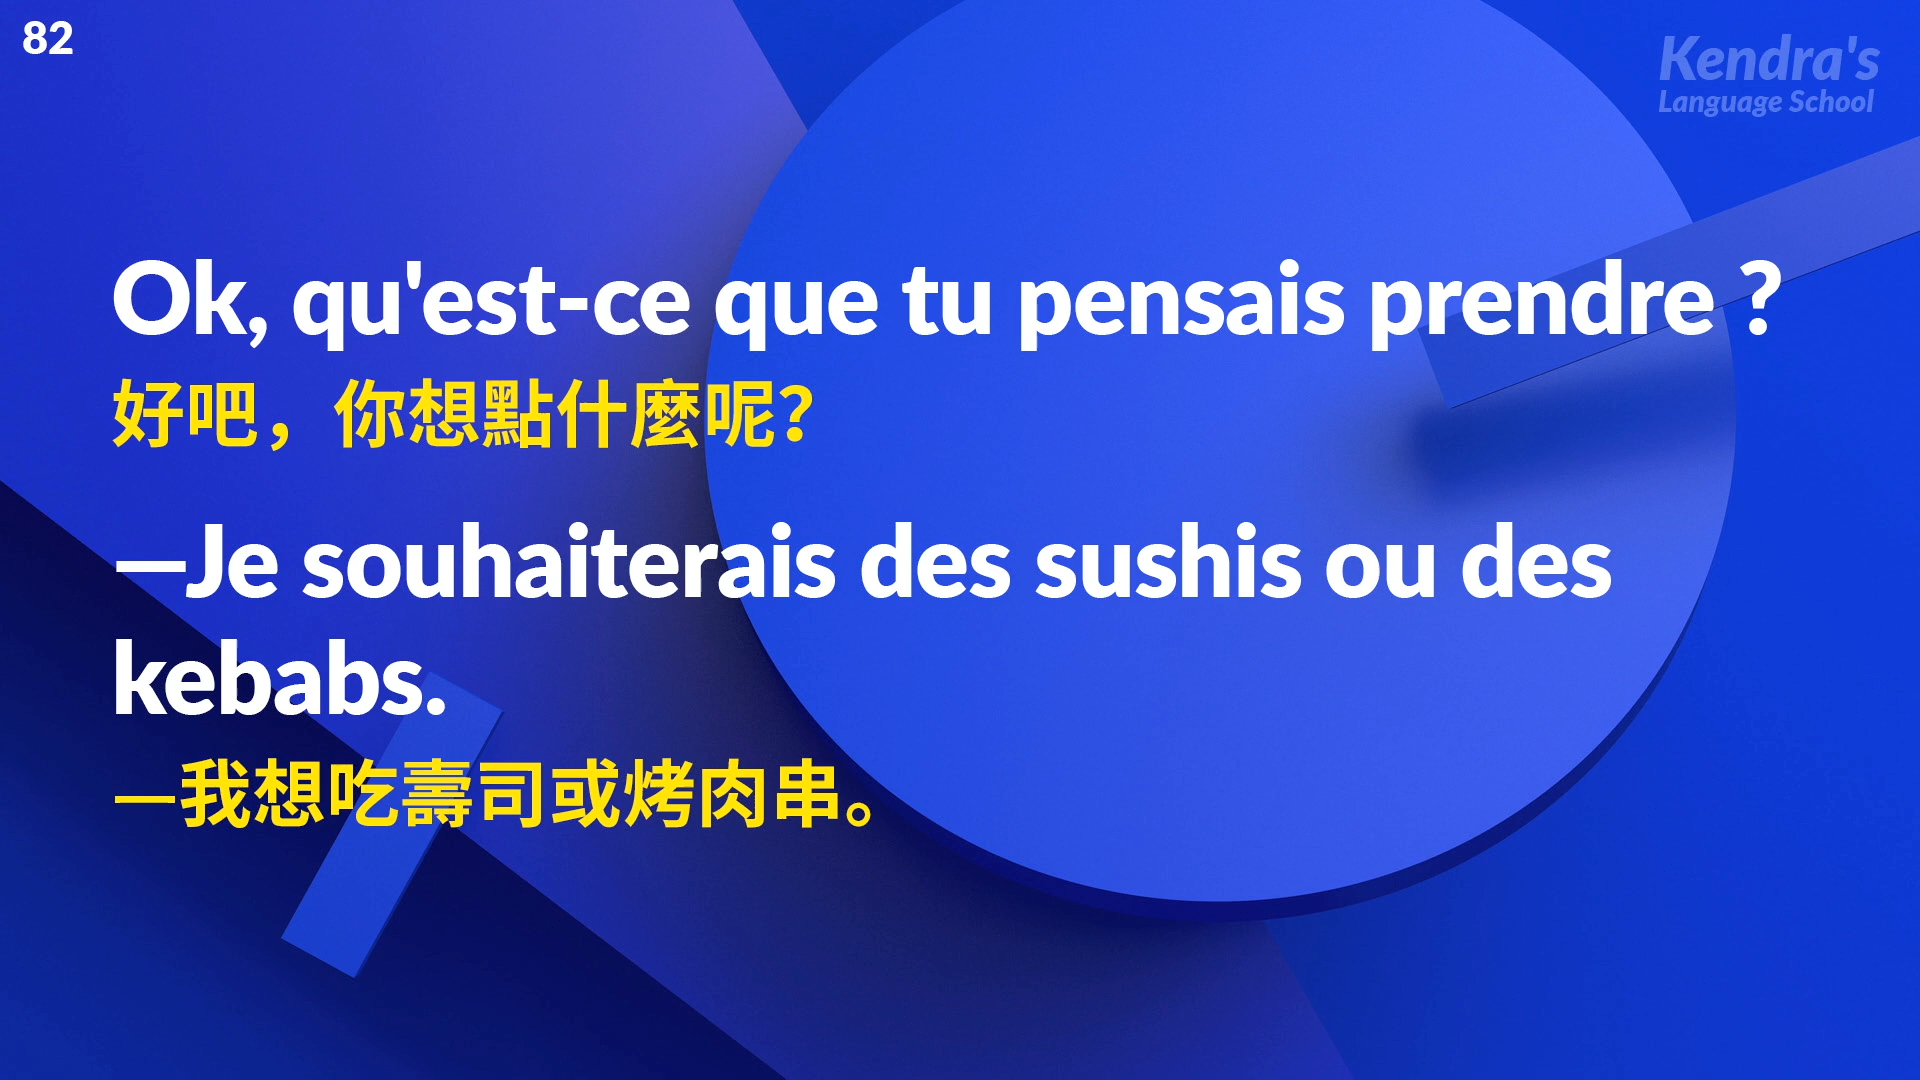 82
Kendra's
Language School
Ok, qu'est-ce que tu pensais prendre ?
好吧，你想點什麼呢？
—Je souhaiterais des sushis ou des
kebabs.
—我想吃壽司或烤肉串。